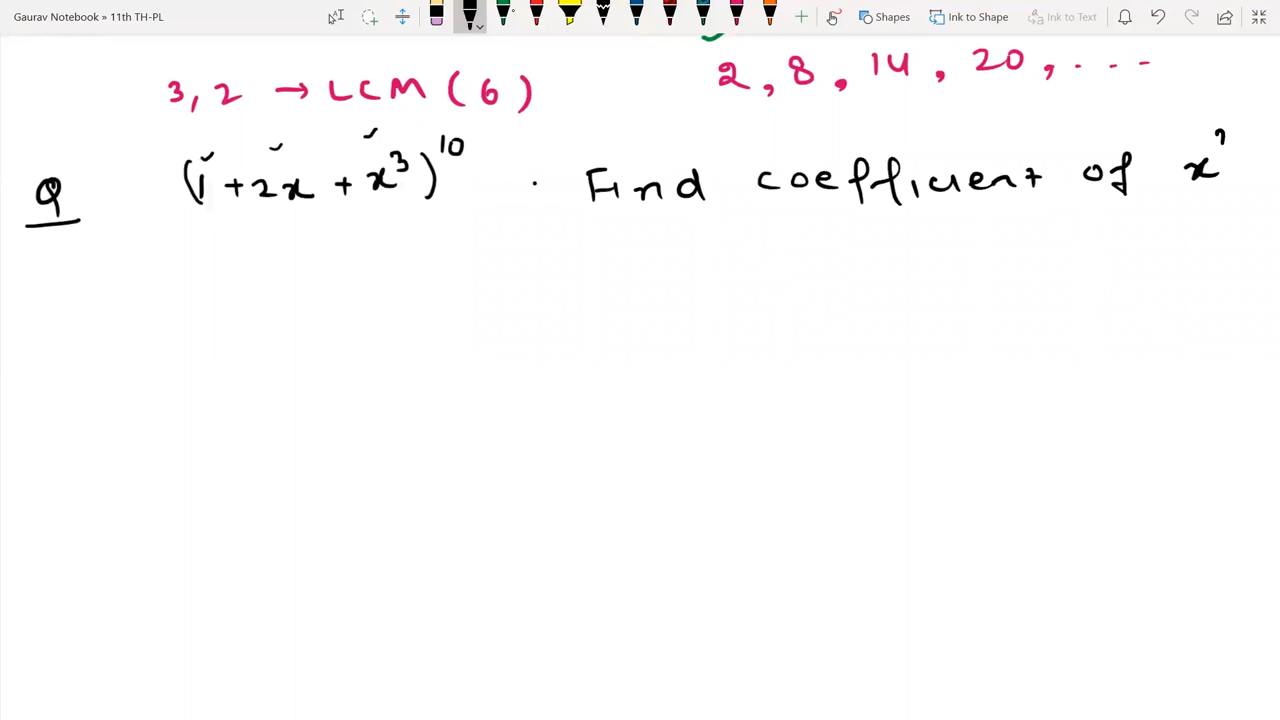 Gaurav Notebook » 11th TH-PL
Shapes
Ink to Shape
Ink to Text
3, 2 → LCM (6)
2, 8, 14, 20, ...
Q (1 + 2x + x³)¹⁰ . Find coefficient of x